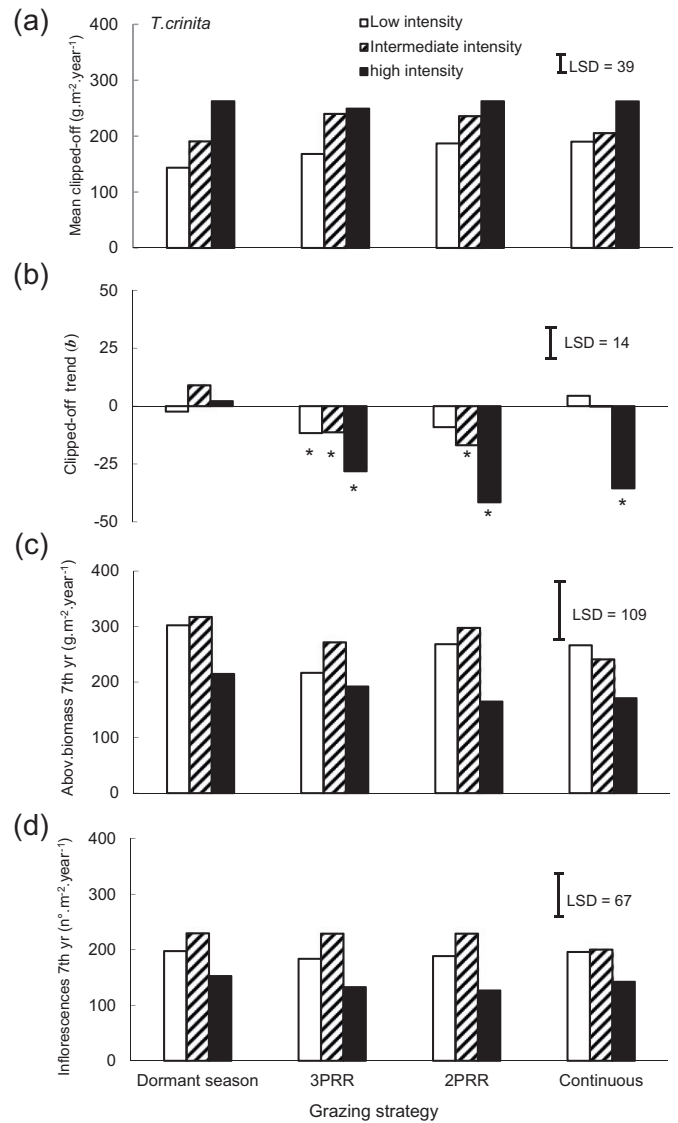 (a)
T.crinita
Low intensity
Intermediate intensity
high intensity
LSD = 39
Mean clipped-off (g.m-2.year-1)
400
300
200
100
0
(b)
LSD = 14
Clipped-off trend (b)
50
25
0
-25
-50
* * *
* *
*
(c)
LSD = 109
Abov.biomass 7th yr (g.m-2.year-1)
400
300
200
100
0
(d)
LSD = 67
Inflorescences 7th yr (n°.m-2.year-1)
400
300
200
100
0
Dormant season 3PRR 2PRR Continuous
Grazing strategy